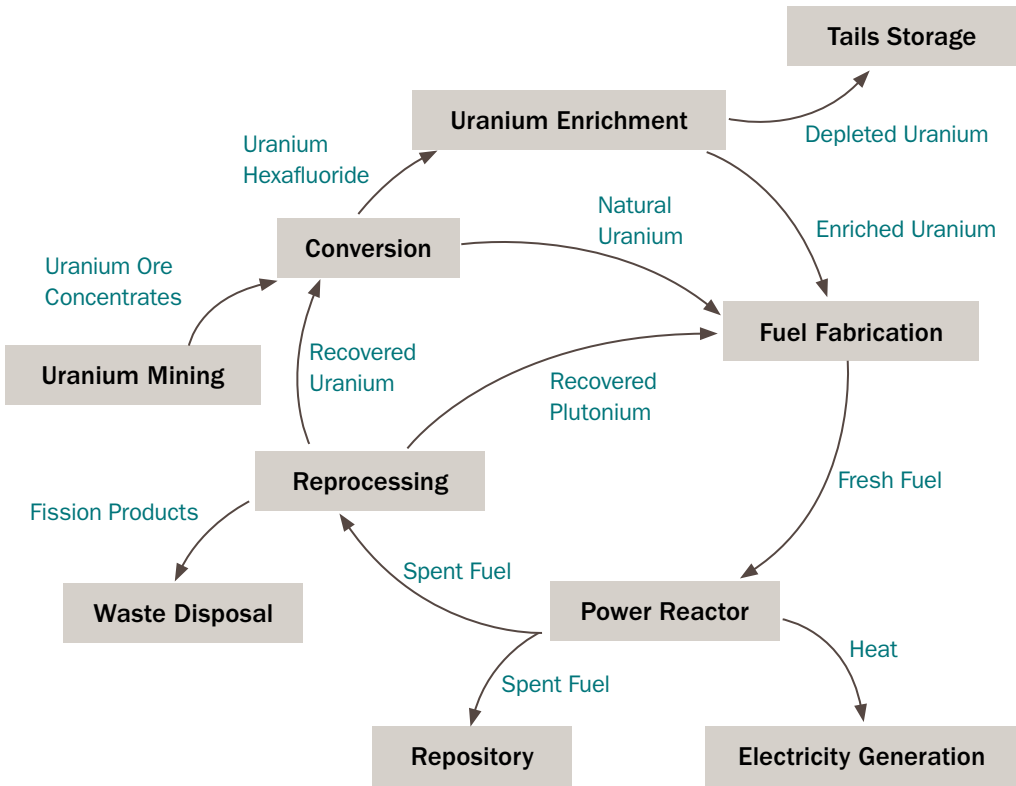 Tails Storage
Uranium Enrichment
Depleted Uranium
Uranium
Hexafluoride
Natural
Uranium
Enriched Uranium
Conversion
Uranium Ore
Concentrates
Fuel Fabrication
Recovered
Uranium
Uranium Mining
Recovered
Plutonium
Reprocessing
Fresh Fuel
Fission Products
Spent Fuel
Waste Disposal
Power Reactor
Heat
Spent Fuel
Repository
Electricity Generation